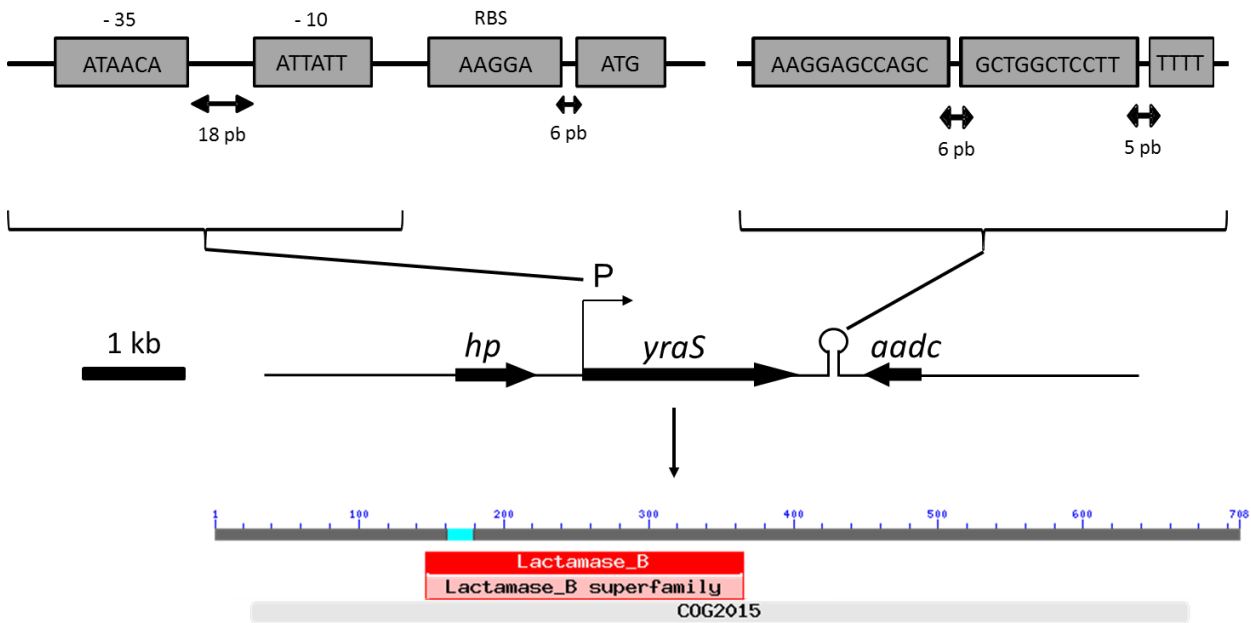 - 35
- 10
RBS
ATAACA
ATTATT
AAGGA
ATG
AAGGAGCCAGC
GCTGGCTCCTT
TTTT
18 pb
6 pb
6 pb
5 pb
P
1 kb
hp
yraS
aadc
1 100 200 300 400 500 600 708
Lactamase_B
Lactamase_B superfamily
COG2015